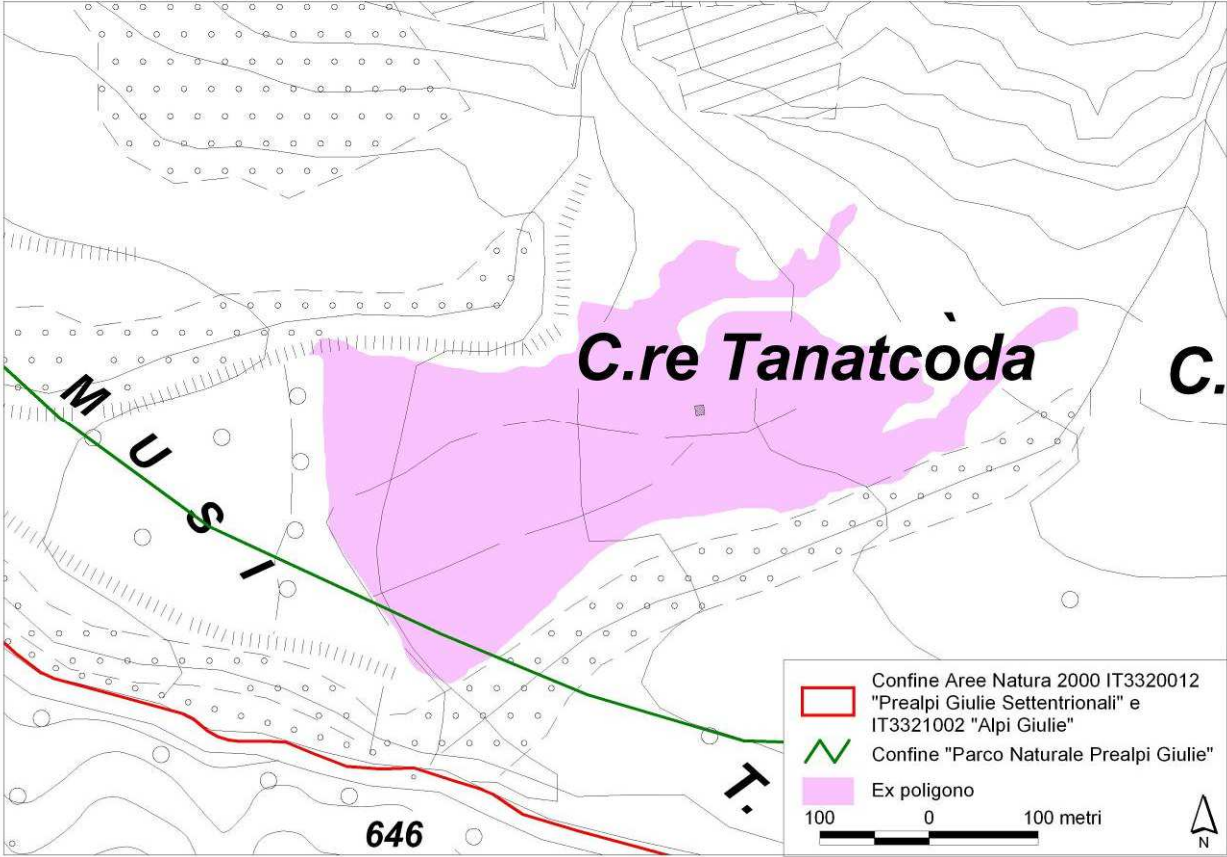 C.re Tanatcòda
C.
MUSI
T.
646
Confine Aree Natura 2000 IT3320012
"Prealpi Giulie Settentrionali" e
IT3321002 "Alpi Giulie"
Confine "Parco Naturale Prealpi Giulie"
Ex poligono
100 0 100 metri
N